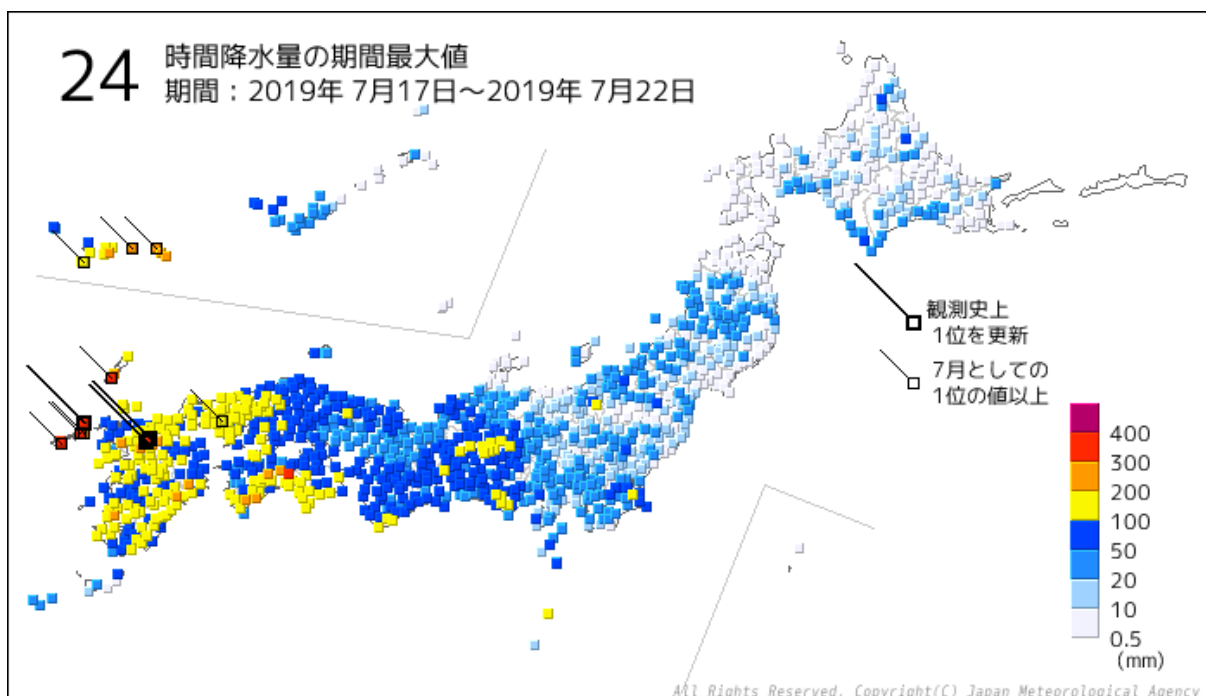 24
時間降水量の期間最大値
期間：2019年 7月17日～2019年 7月22日
観測史上
1位を更新
7月としての
1位の値以上
400
300
200
100
50
20
10
0.5
(mm)
All Rights Reserved. Copyright(C) Japan Meteorological Agency